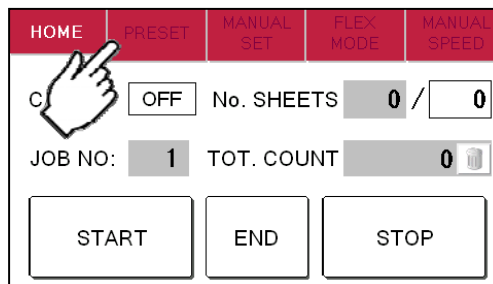 HOME PRESET MANUAL SET FLEX MODE MANUAL SPEED
C OFF No. SHEETS 0 / 0
JOB NO: 1 TOT. COUNT 0
START END STOP